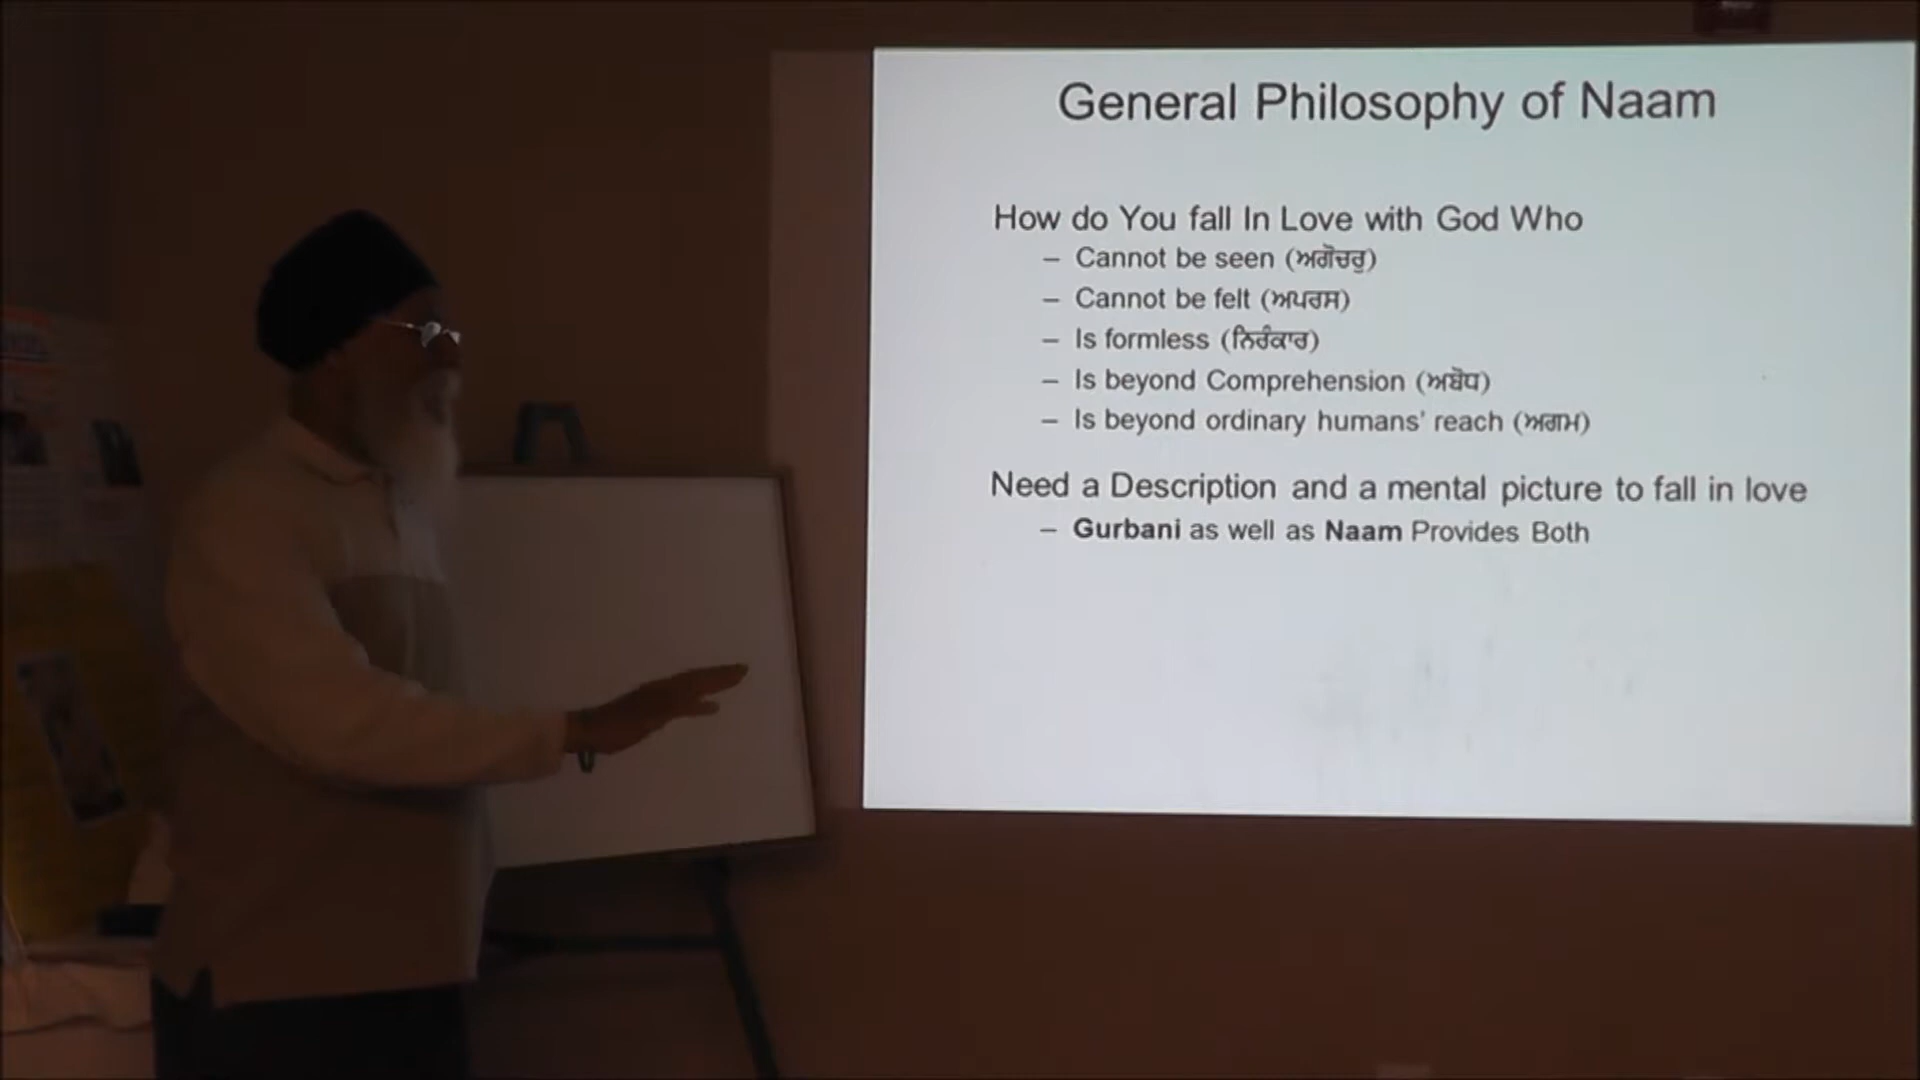 General Philosophy of Naam
How do You fall In Love with God Who
– Cannot be seen (ਅਗੋਚਰੁ)
– Cannot be felt (ਅਪਰਸ)
– Is formless (ਨਿਰੰਕਾਰ)
– Is beyond Comprehension (ਅਬੋਧ)
– Is beyond ordinary humans' reach (ਅਗਮ)
Need a Description and a mental picture to fall in love
– Gurbani as well as Naam Provides Both